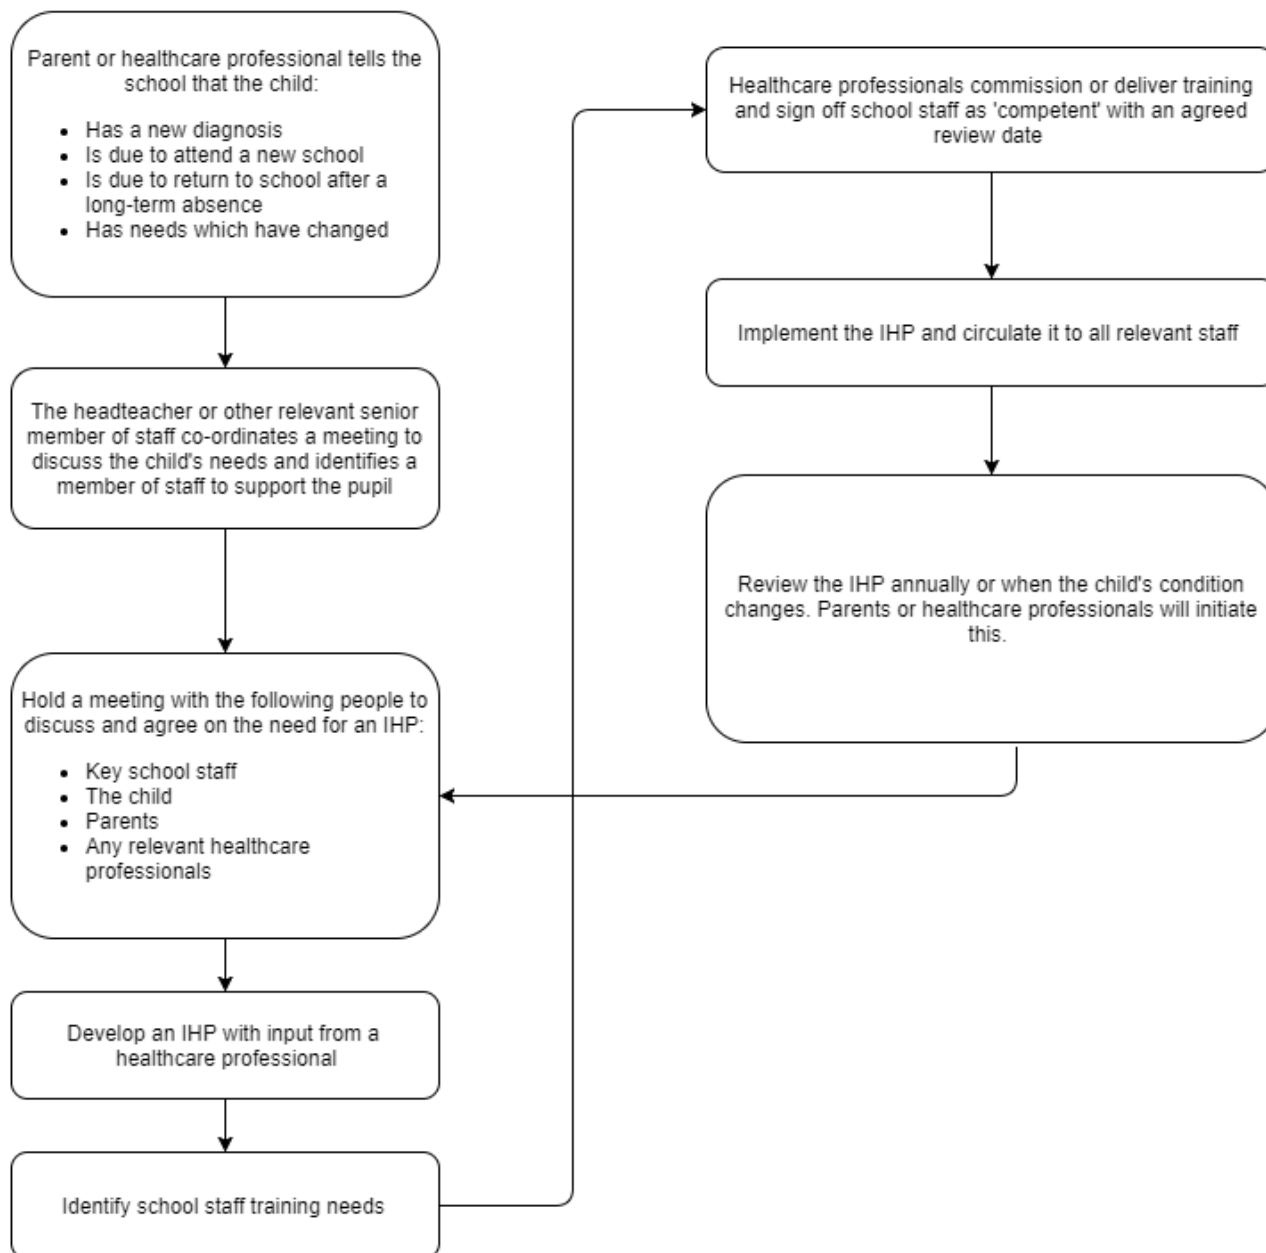 Parent or healthcare professional tells the
school that the child:
• Has a new diagnosis
• Is due to attend a new school
• Is due to return to school after a
long-term absence
• Has needs which have changed
The headteacher or other relevant senior
member of staff co-ordinates a meeting to
discuss the child's needs and identifies a
member of staff to support the pupil
Hold a meeting with the following people to
discuss and agree on the need for an IHP:
• Key school staff
• The child
• Parents
• Any relevant healthcare
professionals
Develop an IHP with input from a
healthcare professional
Identify school staff training needs
Healthcare professionals commission or deliver training
and sign off school staff as 'competent' with an agreed
review date
Implement the IHP and circulate it to all relevant staff
Review the IHP annually or when the child's condition
changes. Parents or healthcare professionals will initiate
this.